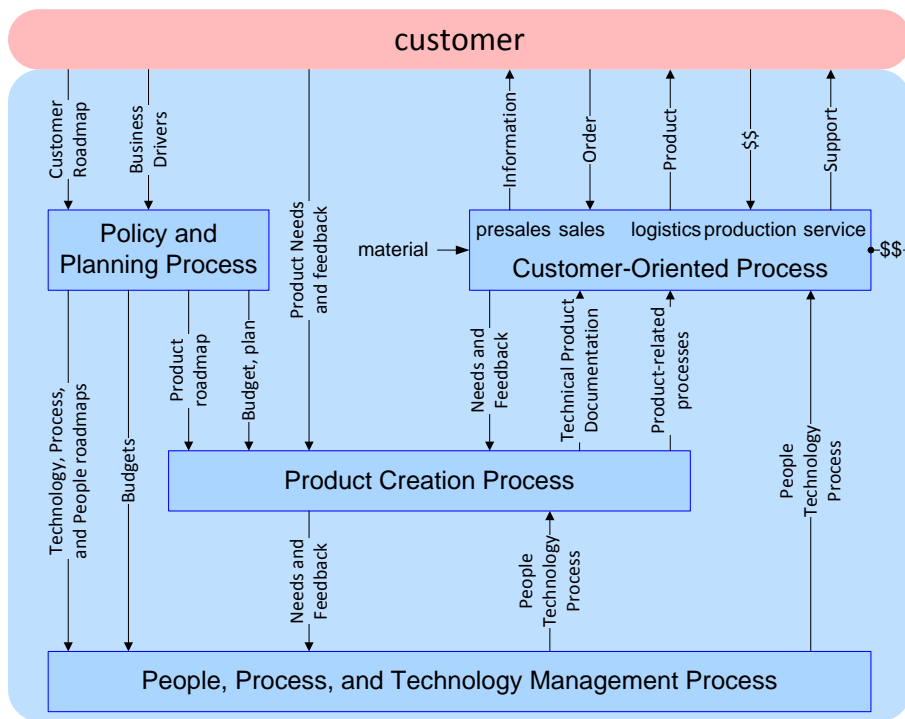 customer
Customer
Roadmap
Business
Drivers
Product Needs
and feedback
Information
Order
Product
$$
Support
Policy and
Planning Process
material
presales sales logistics production service
Customer-Oriented Process
$$
Technology, Process,
and People roadmaps
Budgets
Product
roadmap
Budget, plan
Needs and
Feedback
Technical Product
Documentation
Product-related
processes
People
Technology
Process
Product Creation Process
Needs and
Feedback
People
Technology
Process
People, Process, and Technology Management Process